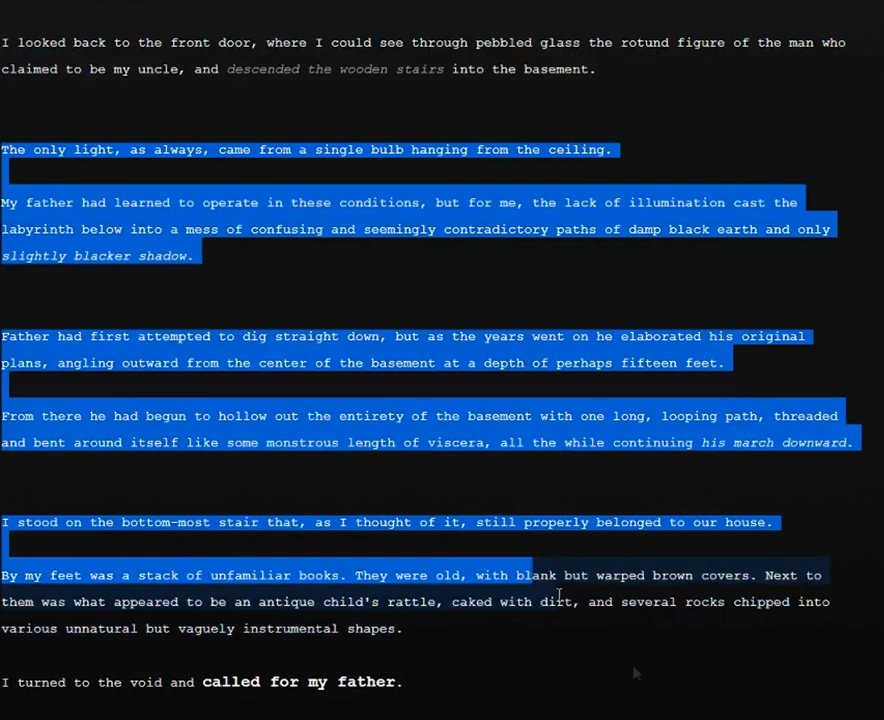 I looked back to the front door, where I could see through pebbled glass the rotund figure of the man who
claimed to be my uncle, and descended the wooden stairs into the basement.
The only light, as always, came from a single bulb hanging from the ceiling.
My father had learned to operate in these conditions, but for me, the lack of illumination cast the
labyrinth below into a mess of confusing and seemingly contradictory paths of damp black earth and only
slightly blacker shadow.
Father had first attempted to dig straight down, but as the years went on he elaborated his original
plans, angling outward from the center of the basement at a depth of perhaps fifteen feet.
From there he had begun to hollow out the entirety of the basement with one long, looping path, threaded
and bent around itself like some monstrous length of viscera, all the while continuing his march downward.
I stood on the bottom-most stair that, as I thought of it, still properly belonged to our house.
By my feet was a stack of unfamiliar books. They were old, with blank but warped brown covers. Next to
them was what appeared to be an antique child's rattle, caked with dirt, and several rocks chipped into
various unnatural but vaguely instrumental shapes.
I turned to the void and called for my father.